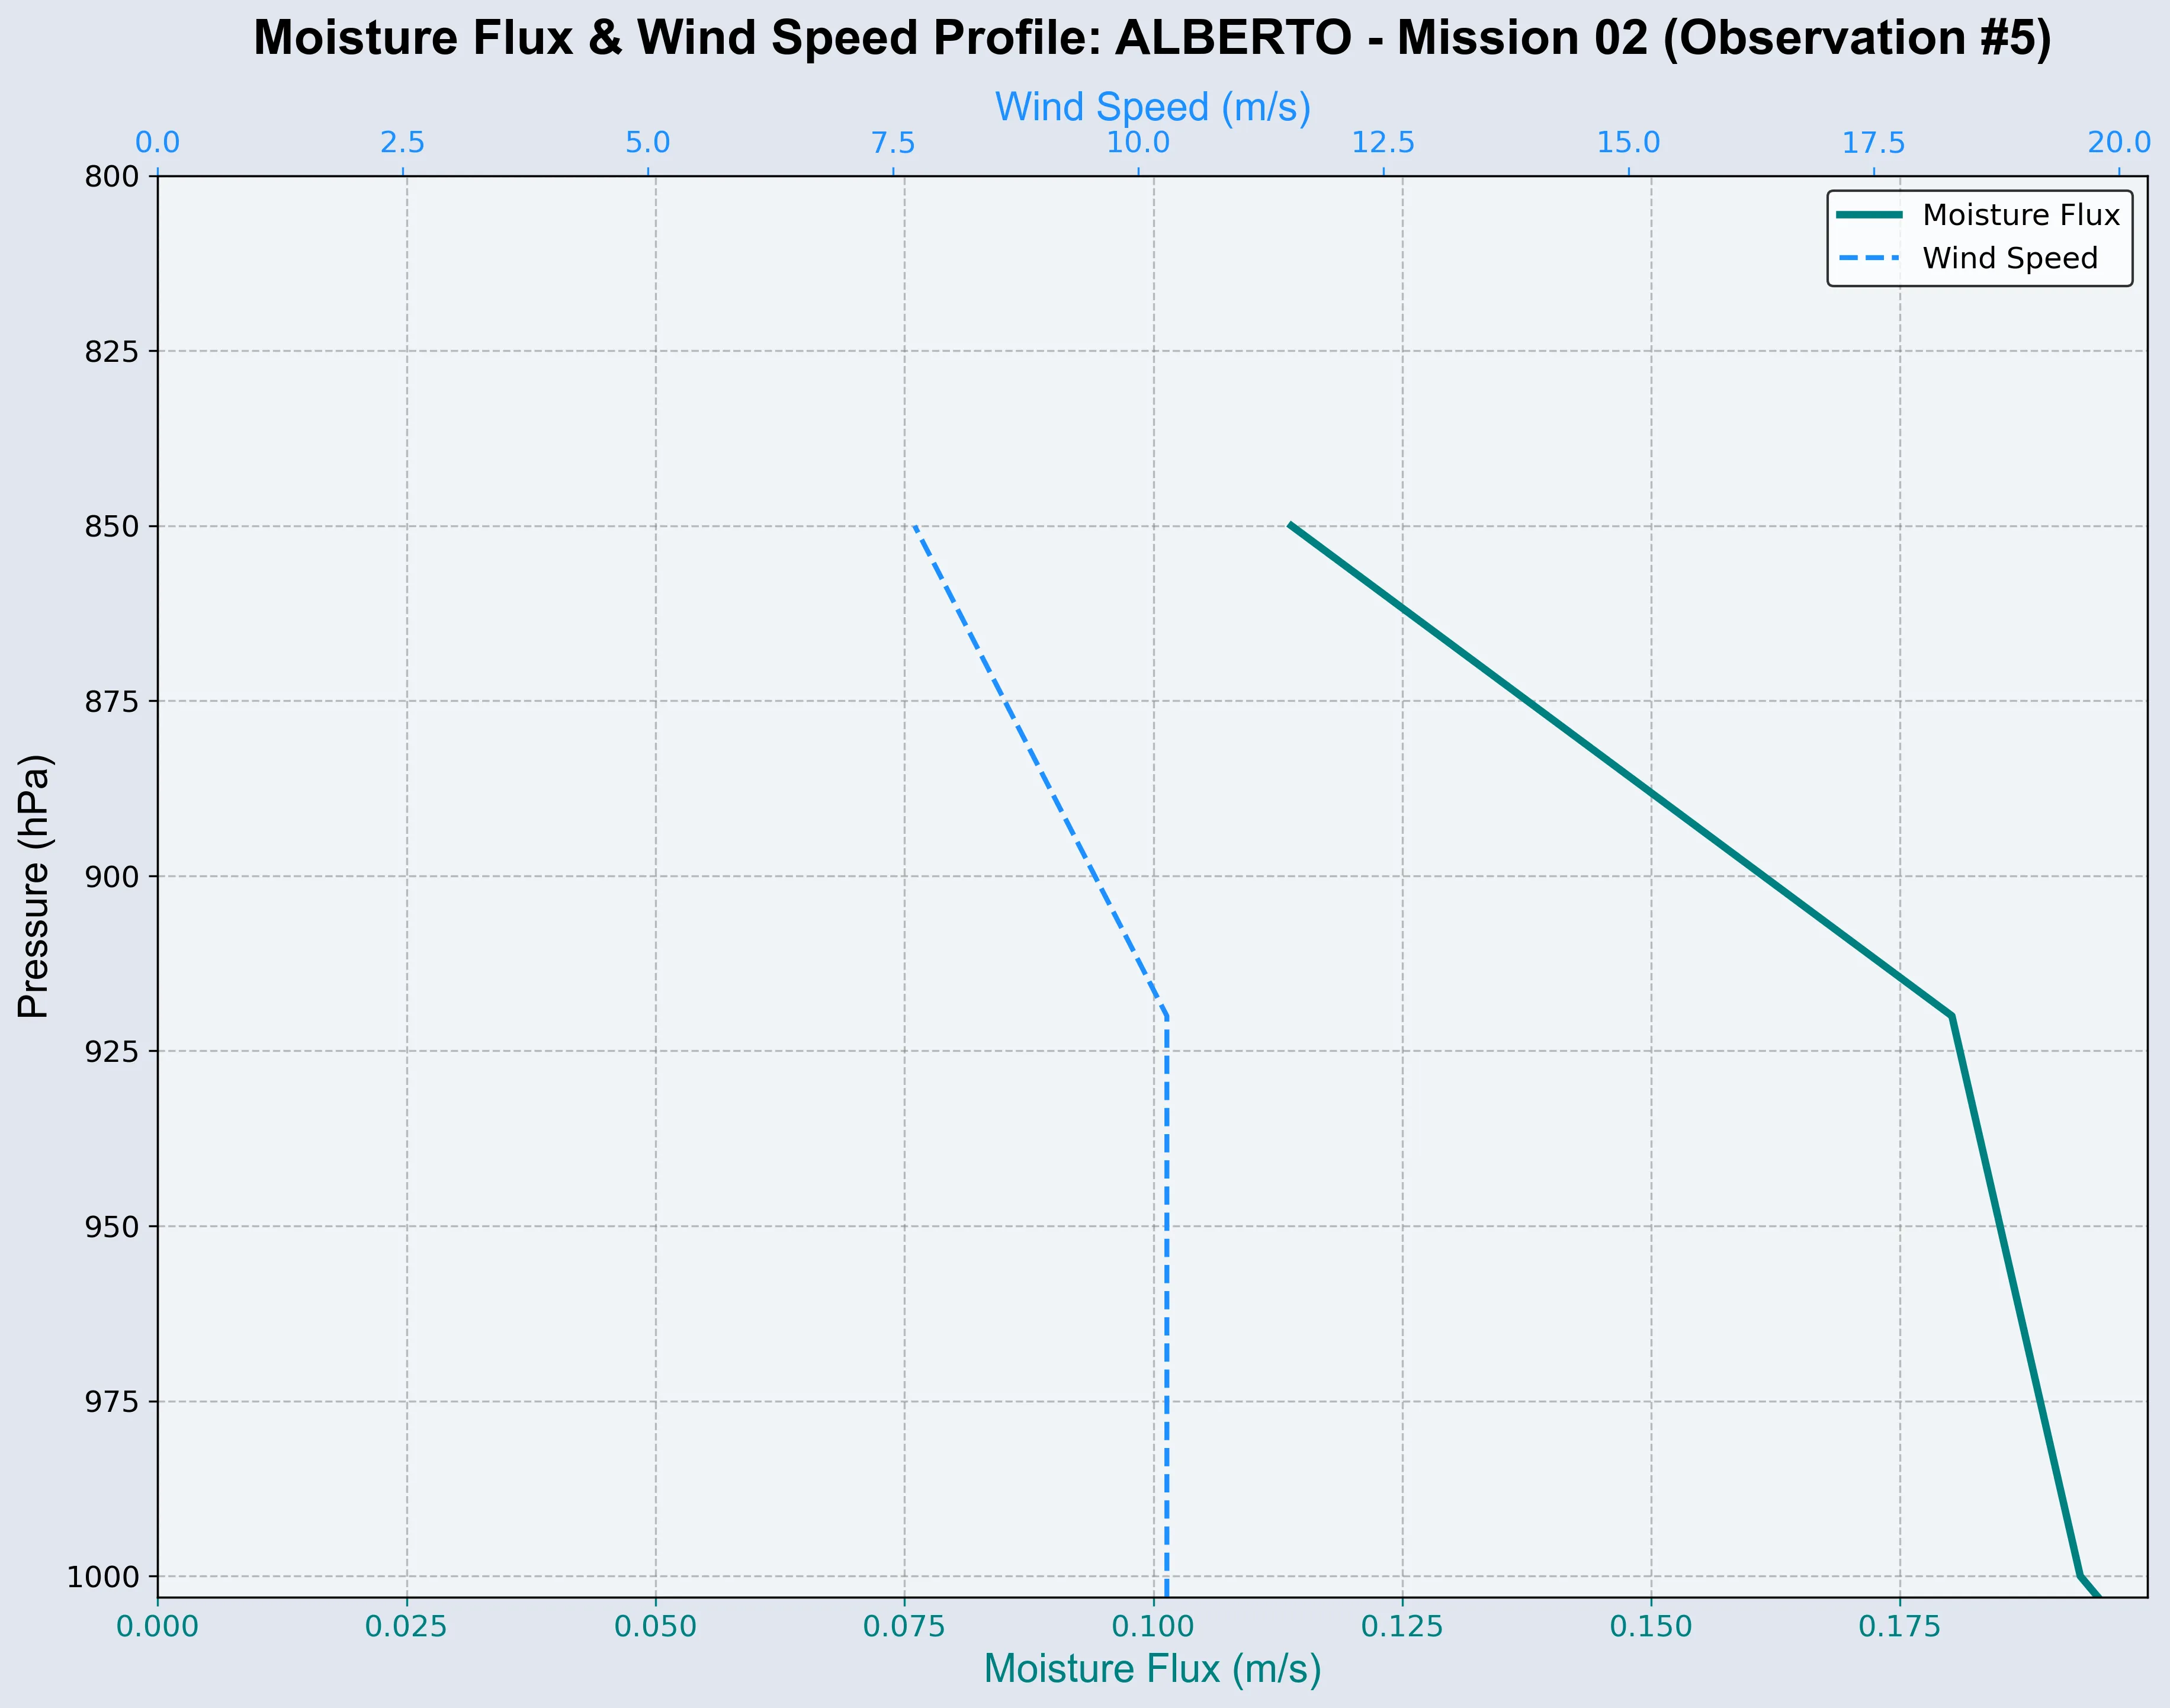 Moisture Flux & Wind Speed Profile: ALBERTO - Mission 02 (Observation #5)
Wind Speed (m/s)
0.0 2.5 5.0 7.5 10.0 12.5 15.0 17.5 20.0
Moisture Flux
Wind Speed
Pressure (hPa)
800
825
850
875
900
925
950
975
1000
0.000 0.025 0.050 0.075 0.100 0.125 0.150 0.175
Moisture Flux (m/s)